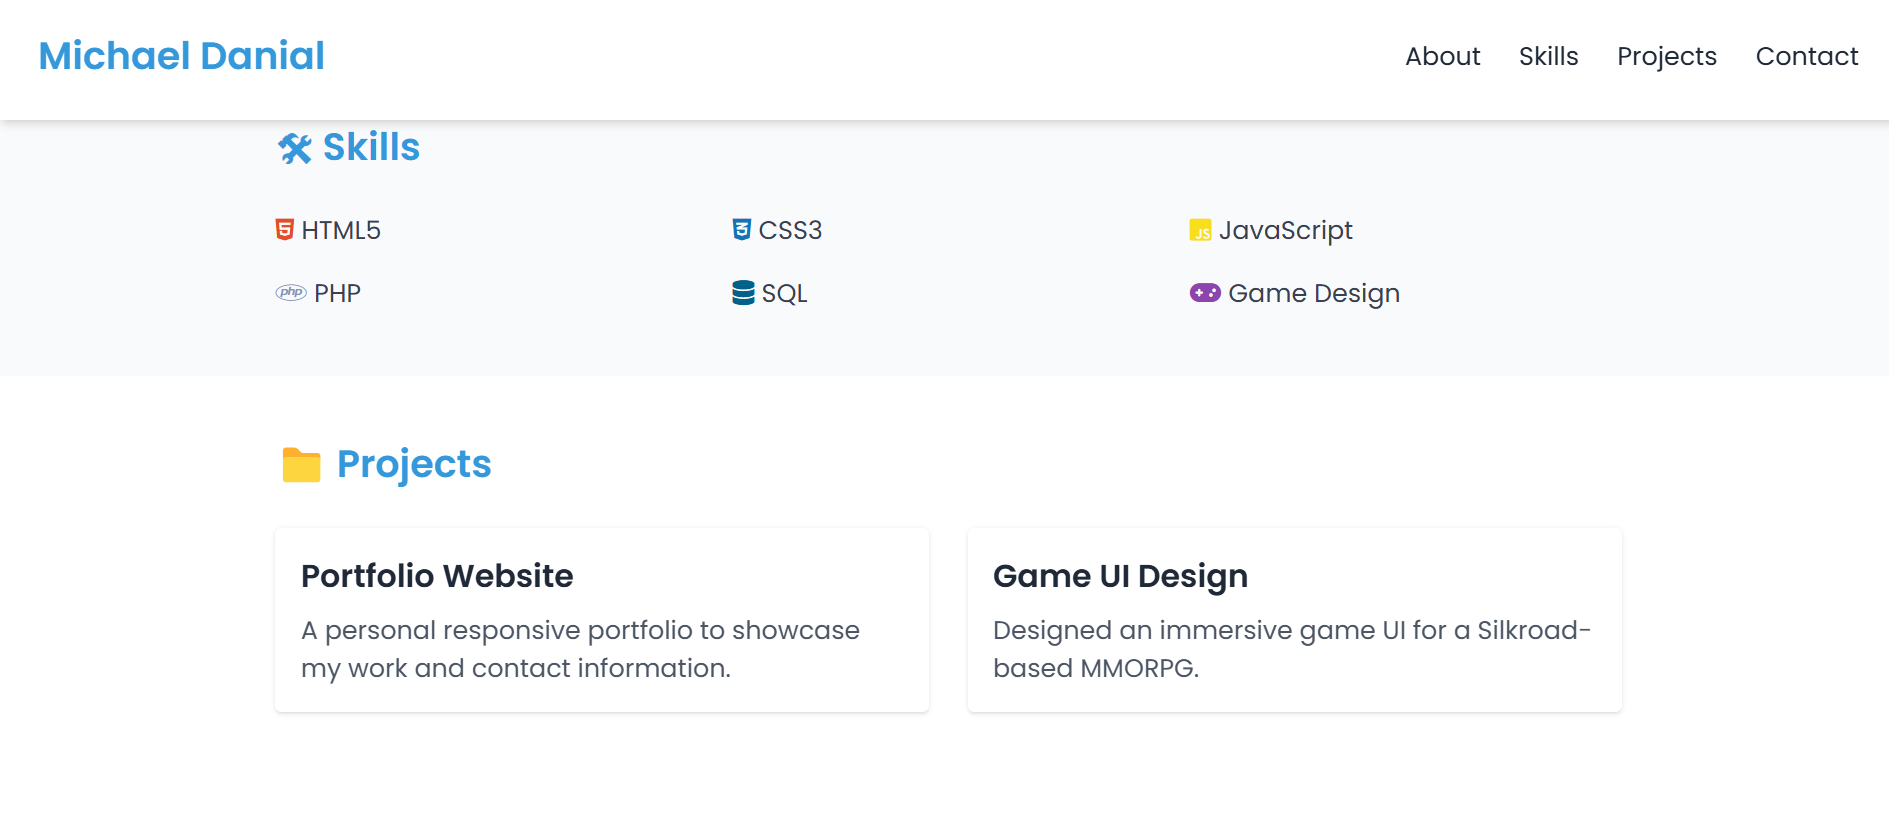 Michael Danial
About Skills Projects Contact
Skills
HTML5 CSS3 JS JavaScript
php PHP SQL Game Design
Projects
Portfolio Website
A personal responsive portfolio to showcase
my work and contact information.
Game UI Design
Designed an immersive game UI for a Silkroad-
based MMORPG.